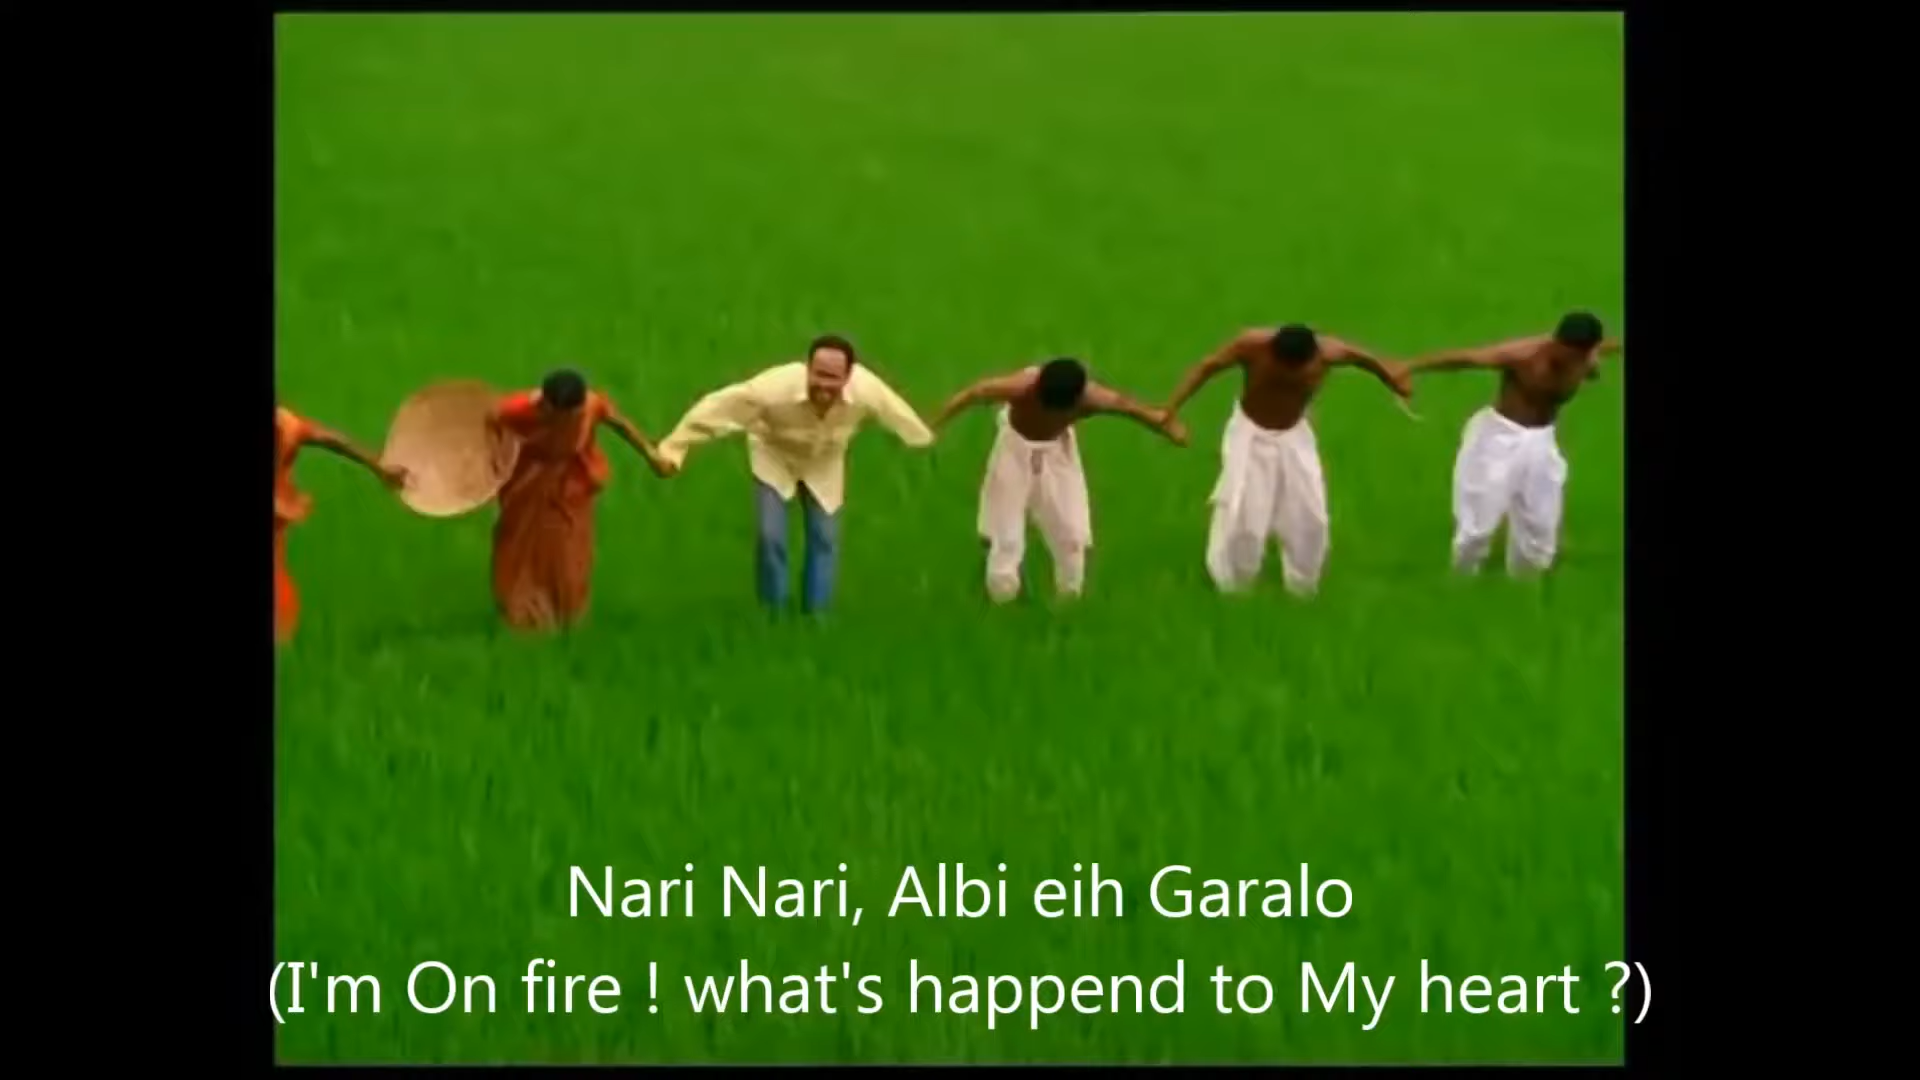 Nari Nari, Albi eih Garalo
(I'm On fire ! what's happend to My heart ?)